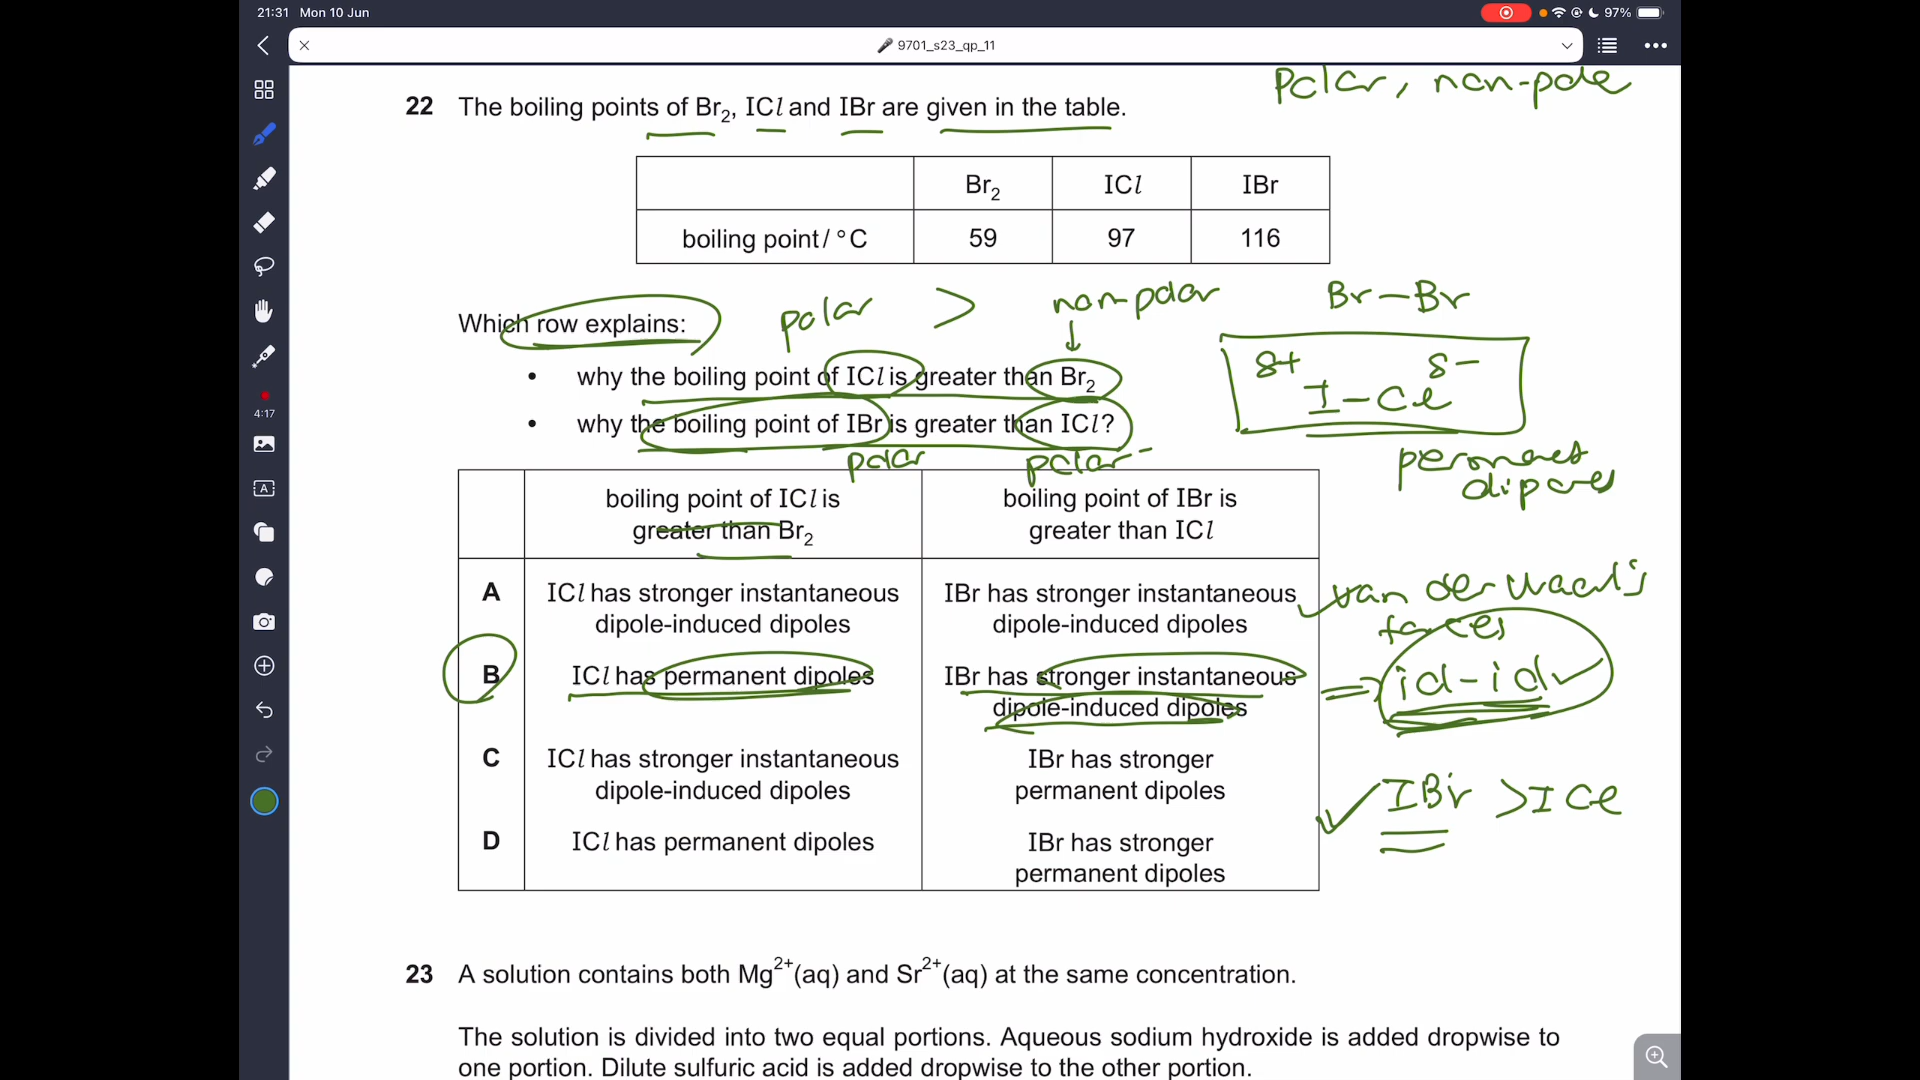 21:31 Mon 10 Jun
97%
9701_s23_qp_11
Polar, non-pola
22 The boiling points of Br₂, ICl and IBr are given in the table.
Br₂ ICl IBr
boiling point / °C 59 97 116
polar > non-polar
Br – Br
Which row explains:
δ+ δ–
I – Cl
• why the boiling point of ICl is greater than Br₂
• why the boiling point of IBr is greater than ICl?
polar polar
permanent
dipoles
4:17
boiling point of ICl is greater than Br₂
boiling point of IBr is greater than ICl
A ICl has stronger instantaneous dipole-induced dipoles
IBr has stronger instantaneous dipole-induced dipoles
van der Waal's
forces
B ICl has permanent dipoles
IBr has stronger instantaneous dipole-induced dipoles
id-id
C ICl has stronger instantaneous dipole-induced dipoles
IBr has stronger permanent dipoles
IBr > ICl
D ICl has permanent dipoles
IBr has stronger permanent dipoles
23 A solution contains both Mg²⁺(aq) and Sr²⁺(aq) at the same concentration.
The solution is divided into two equal portions. Aqueous sodium hydroxide is added dropwise to
one portion. Dilute sulfuric acid is added dropwise to the other portion.